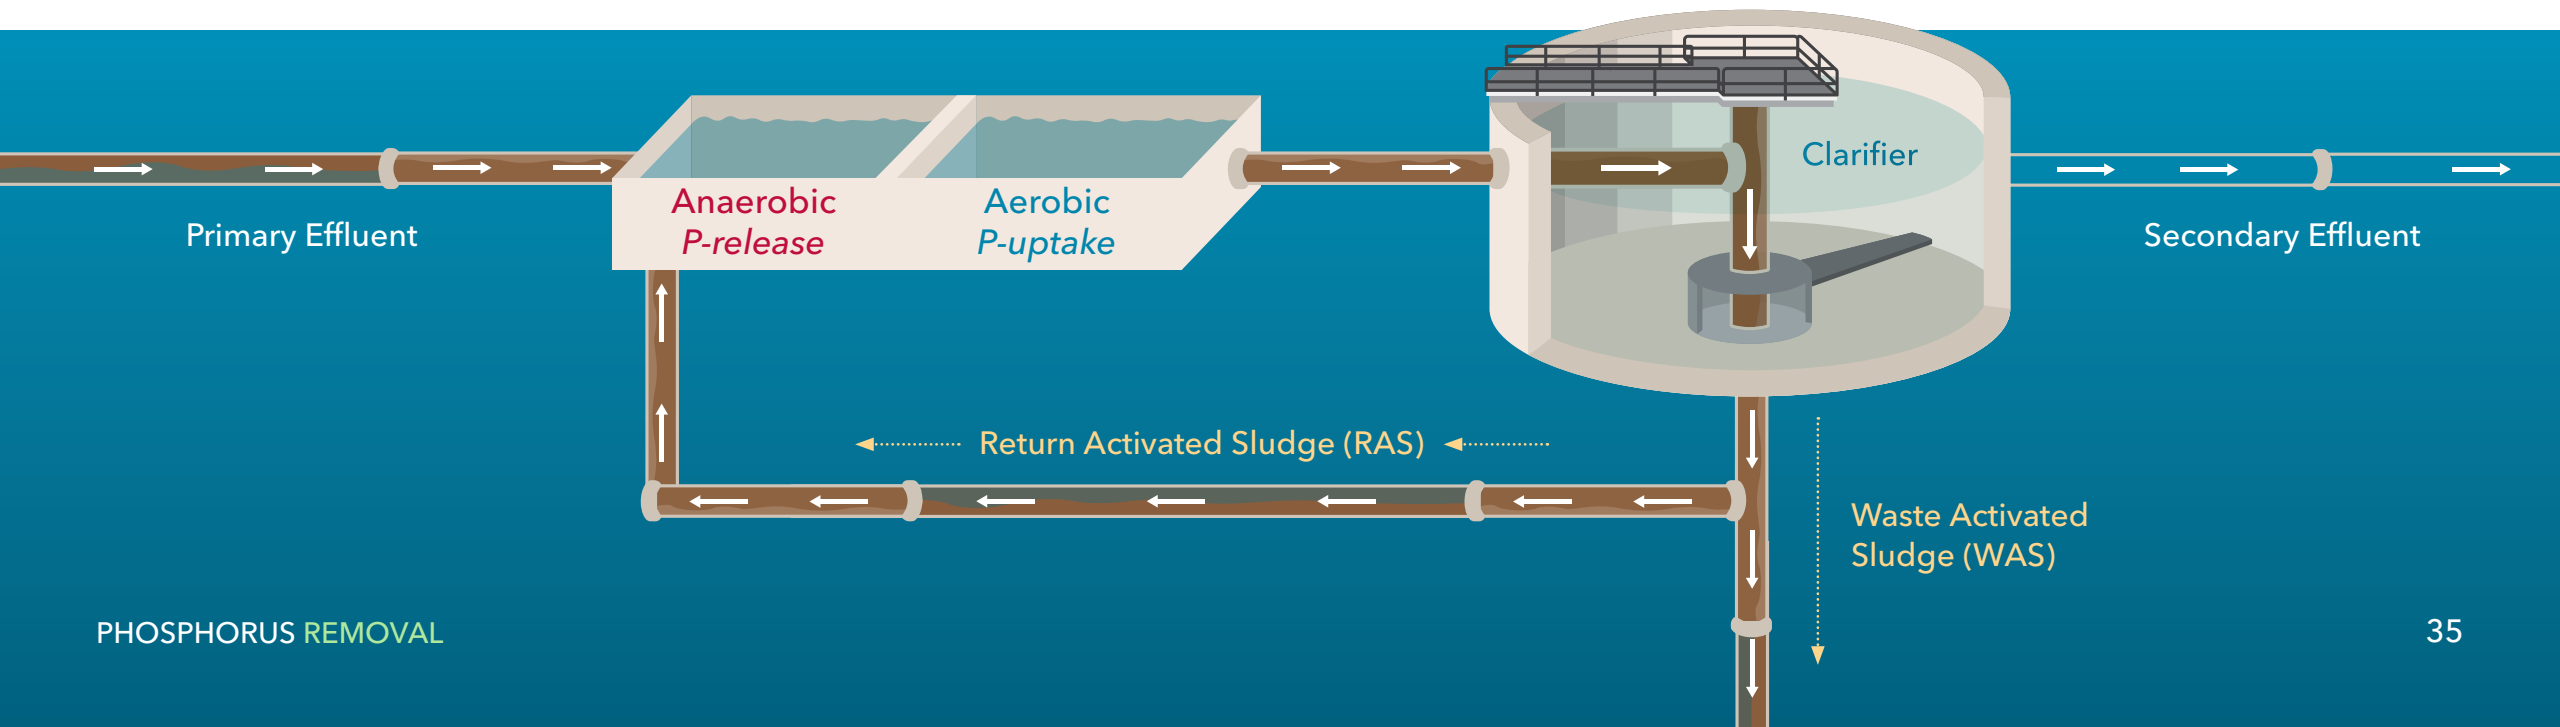 Clarifier
Anaerobic
P-release
Aerobic
P-uptake
Primary Effluent
Secondary Effluent
Return Activated Sludge (RAS)
Waste Activated
Sludge (WAS)
PHOSPHORUS REMOVAL
35